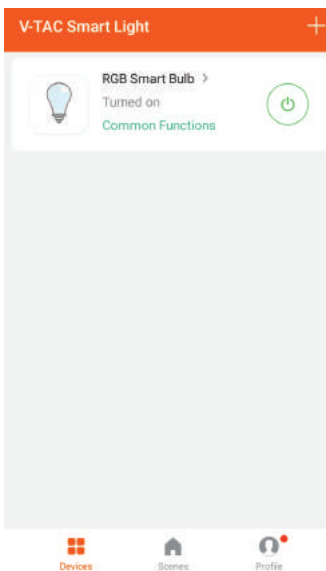 V-TAC Smart Light
RGB Smart Bulb
Turned on
Common Functions
Devices
Scenes
Profile